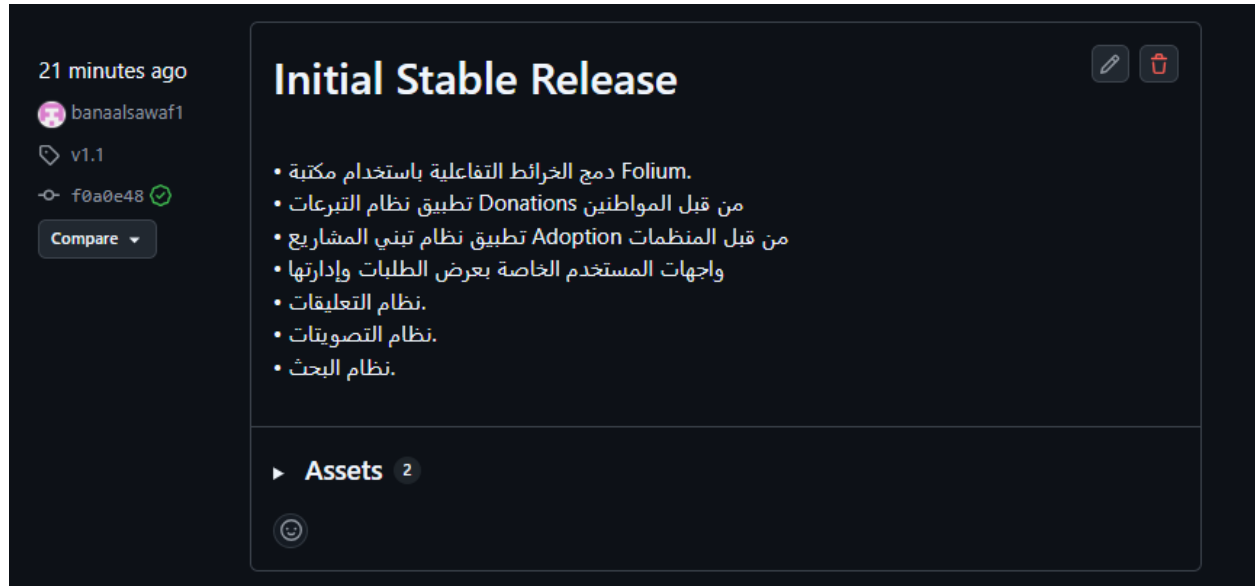 21 minutes ago
banaalsawaf1
v1.1
f0a0e48
Compare
Initial Stable Release
• دمج الخرائط التفاعلية باستخدام مكتبة Folium.
• تطبيق نظام التبرعات Donations من قبل المواطنين
• تطبيق نظام تبني المشاريع Adoption من قبل المنظمات
• واجهات المستخدم الخاصة بعرض الطلبات وإدارتها
• نظام التعليقات.
• نظام التصويتات.
• نظام البحث.
Assets 2